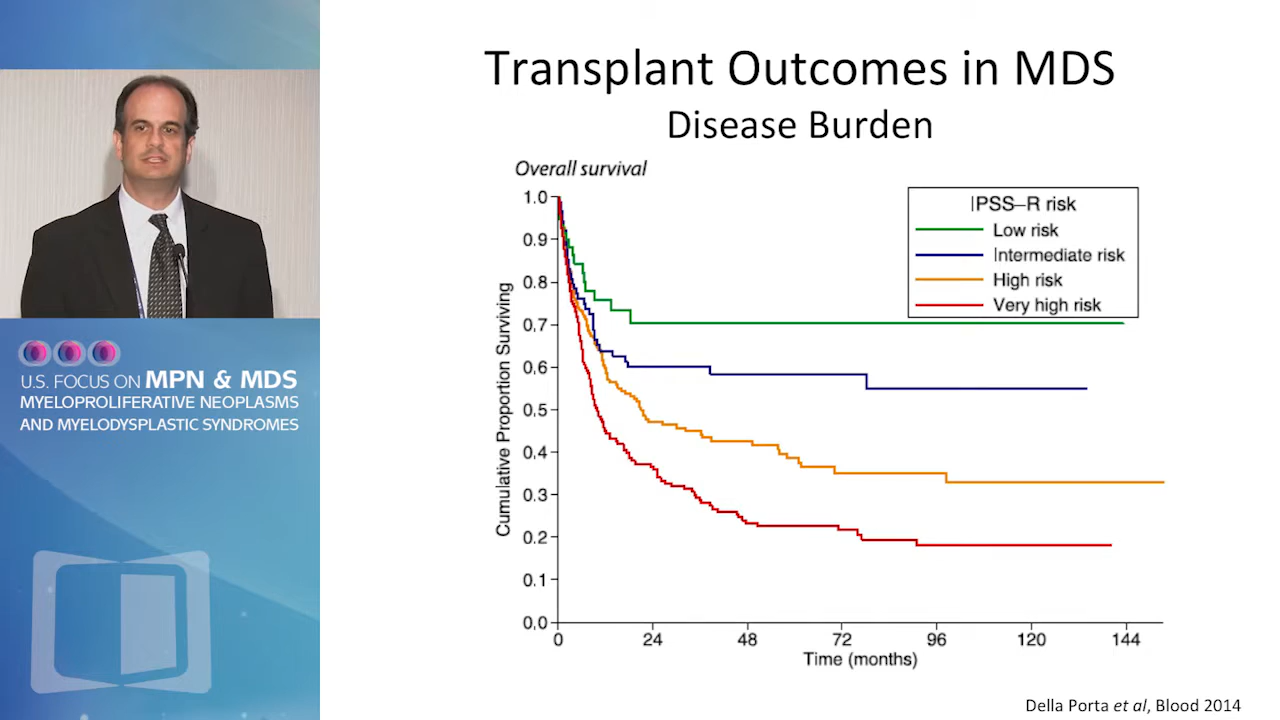 Transplant Outcomes in MDS
Disease Burden
Overall survival
1.0
0.9
0.8
0.7
0.6
0.5
0.4
0.3
0.2
0.1
0,0
Cumulative Proportion Surviving
0 24 48 72 96 120 144
Time (months)
IPSS–R risk
Low risk
Intermediate risk
High risk
Very high risk
U.S. FOCUS ON MPN & MDS
MYELOPROLIFERATIVE NEOPLASMS
AND MYELODYSPLASTIC SYNDROMES
Della Porta et al, Blood 2014